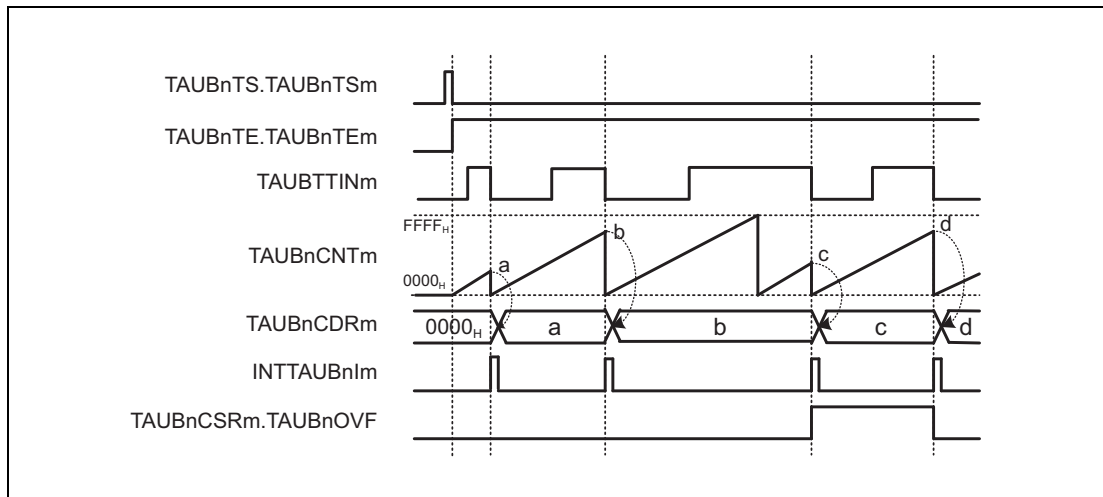 TAUBnTS.TAUBnTSm
TAUBnTE.TAUBnTEm
TAUBTTINm
FFFFH
TAUBnCNTm
a
b
c
d
0000H
TAUBnCDRm
0000H
a
b
c
d
INTTAUBnIm
TAUBnCSRm.TAUBnOVF